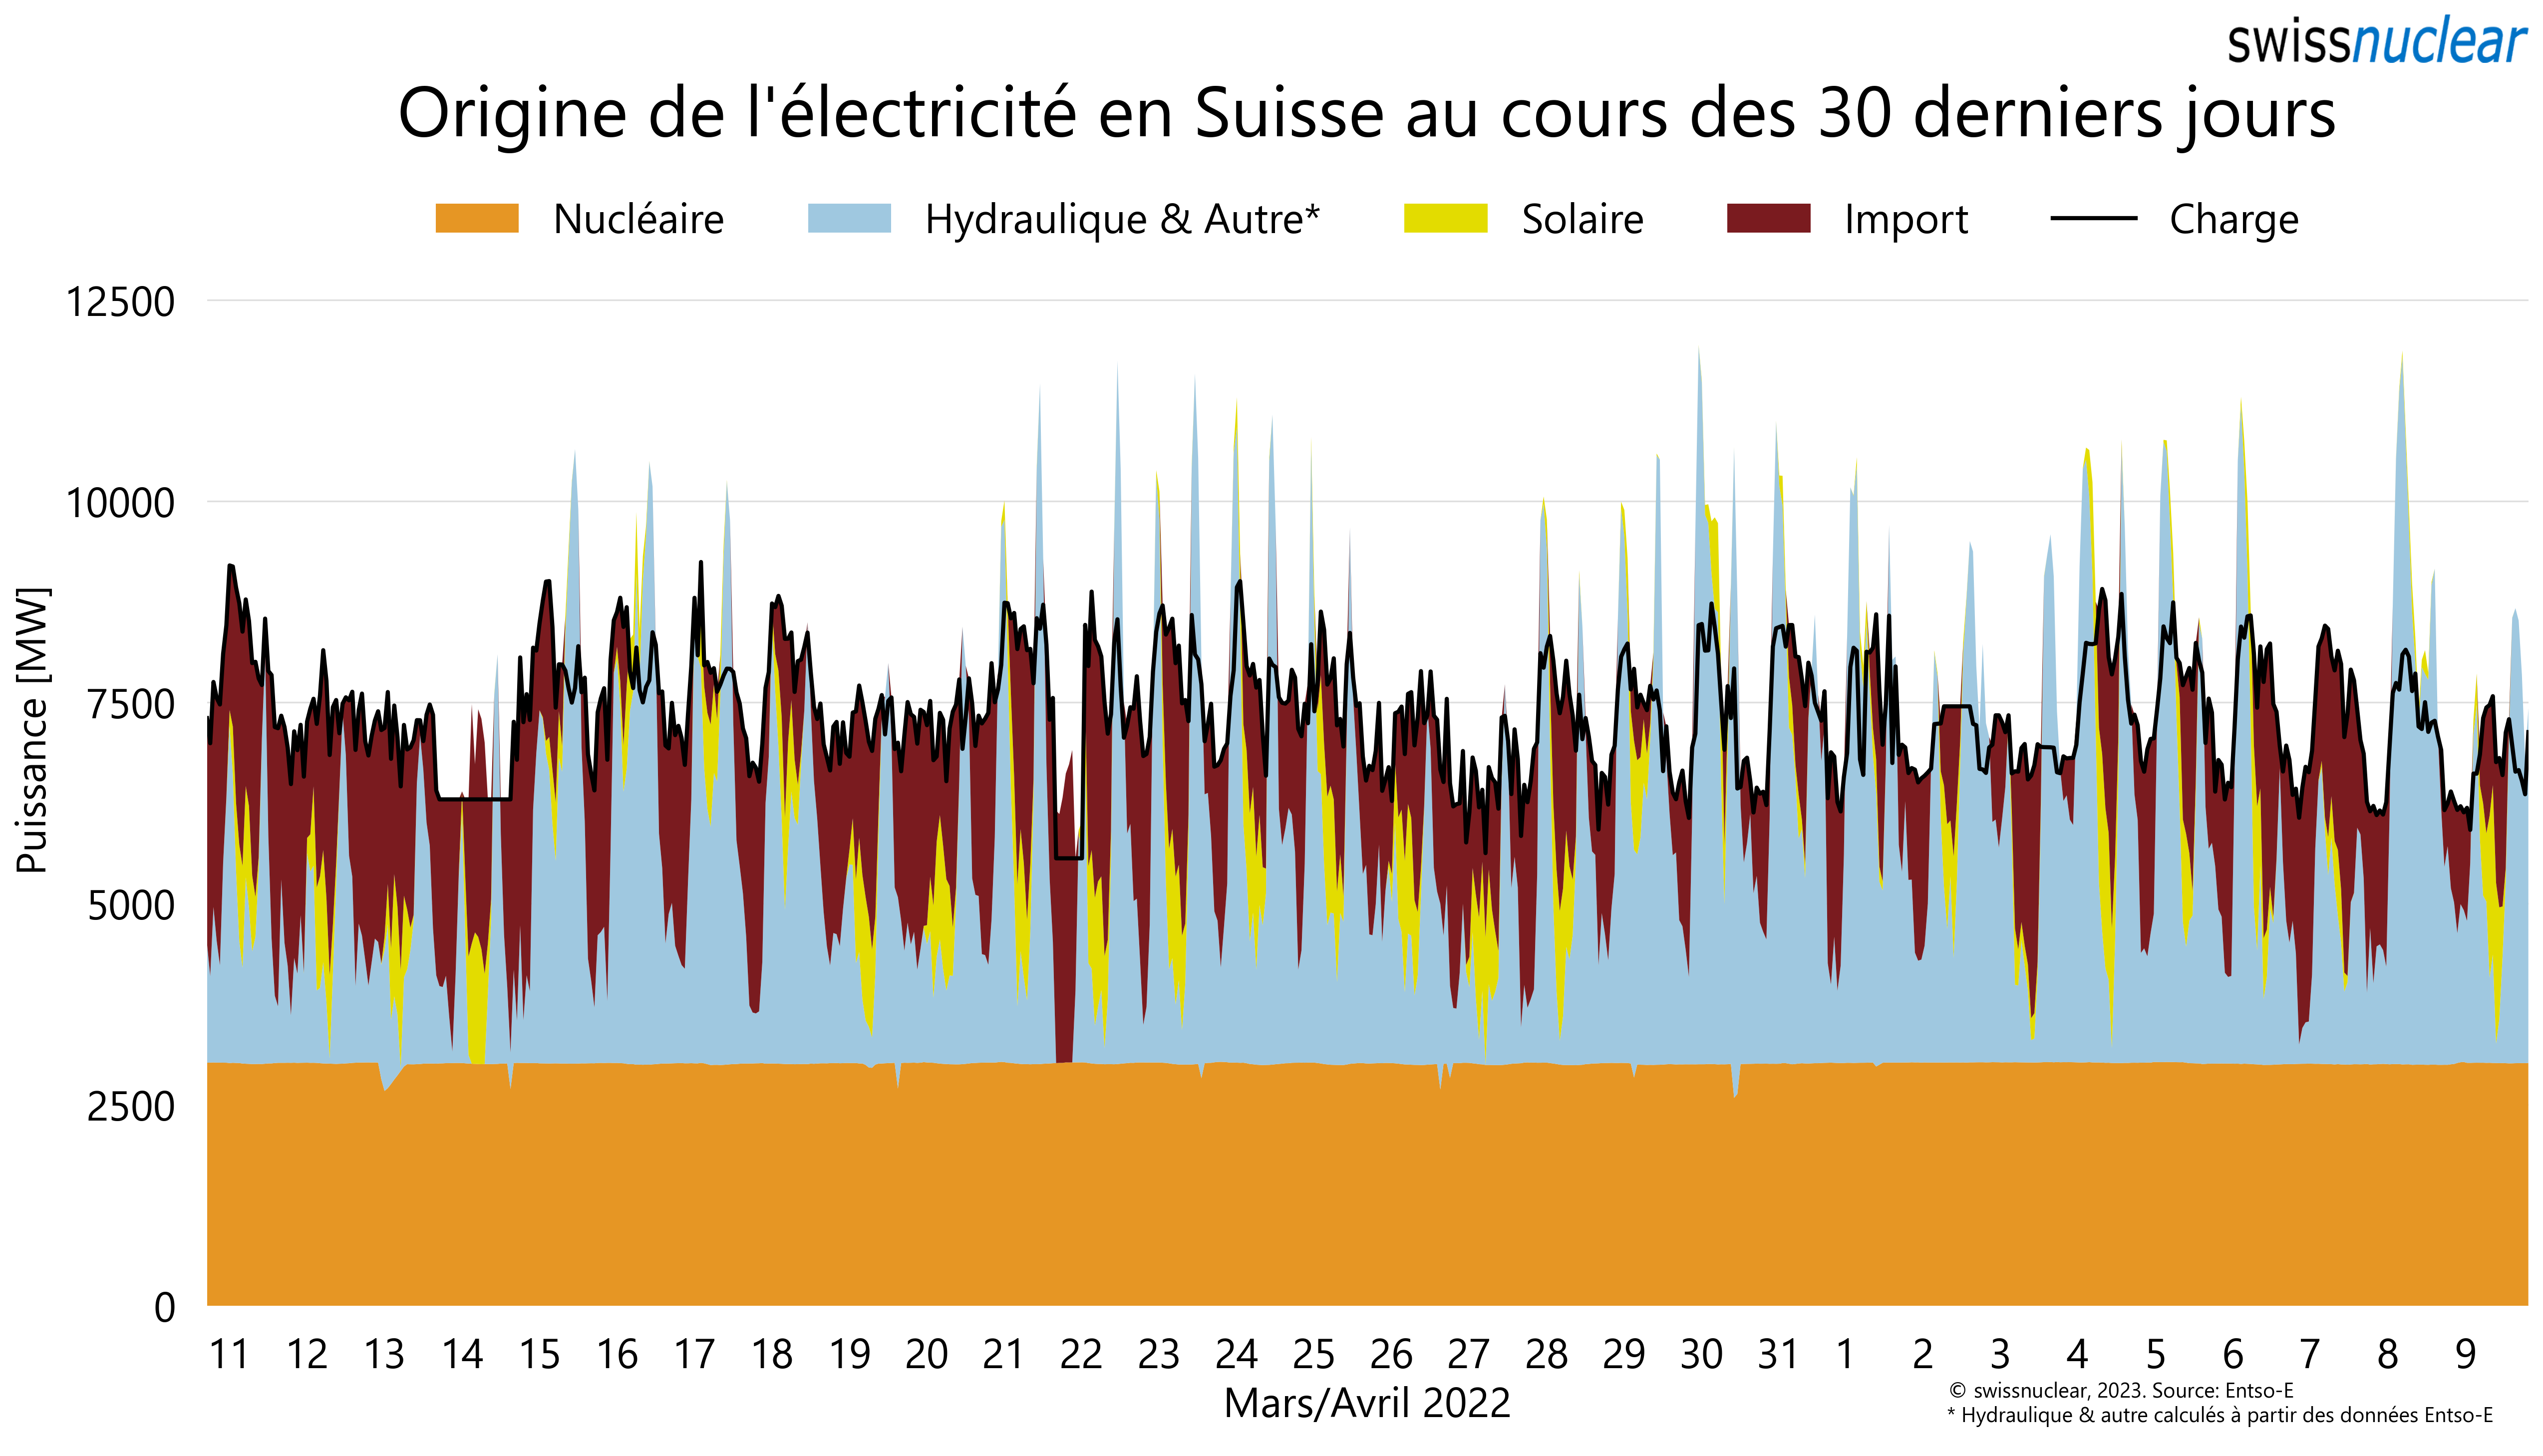 swissnuclear
Origine de l'électricité en Suisse au cours des 30 derniers jours
Nucléaire Hydraulique & Autre* Solaire Import Charge
12500
10000
7500
5000
2500
0
Puissance [MW]
11 12 13 14 15 16 17 18 19 20 21 22 23 24 25 26 27 28 29 30 31 1 2 3 4 5 6 7 8 9
Mars/Avril 2022
© swissnuclear, 2023. Source: Entso-E
* Hydraulique & autre calculés à partir des données Entso-E